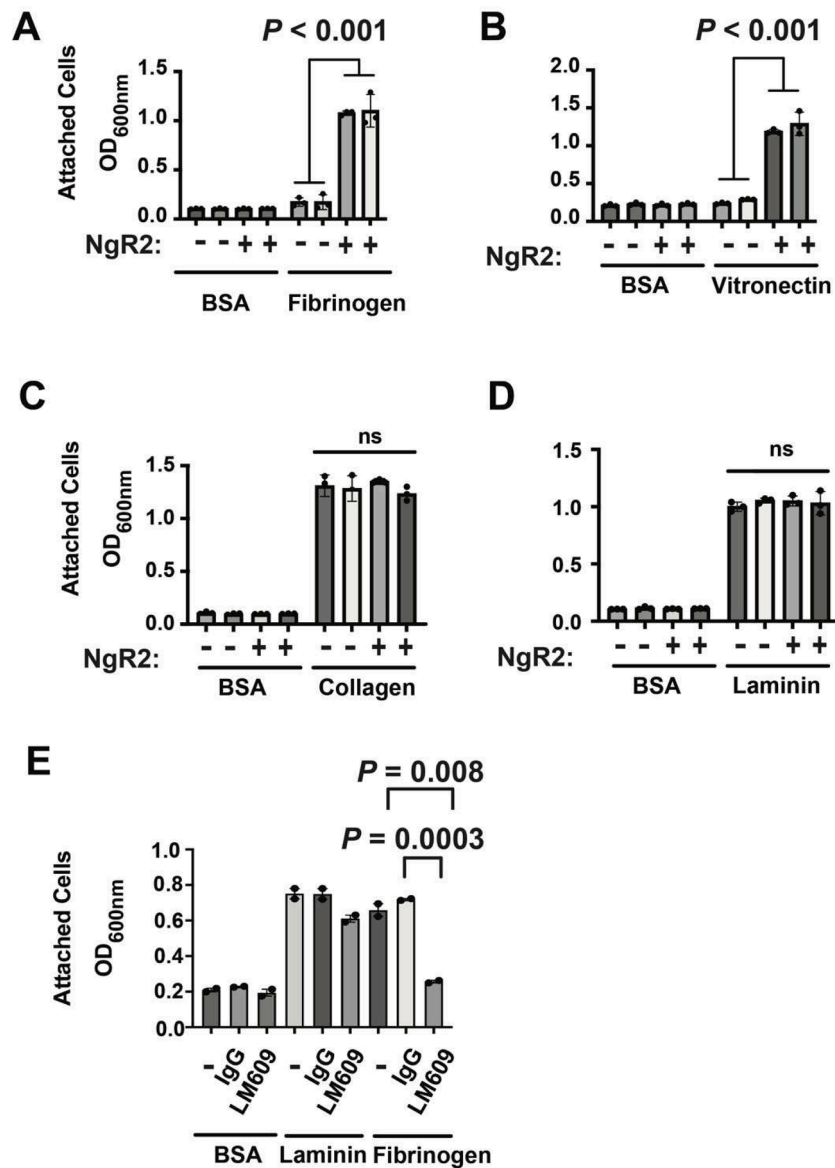 A
P < 0.001
Attached Cells
OD600nm
1.5
1.0
0.5
0.0
NgR2: - - + + - - + +
BSA Fibrinogen
B
P < 0.001
2.0
1.5
1.0
0.5
0.0
NgR2: - - + + - - + +
BSA Vitronectin
C
ns
Attached Cells
OD600nm
1.5
1.0
0.5
0.0
NgR2: - - + + - - + +
BSA Collagen
D
ns
1.5
1.0
0.5
0.0
NgR2: - - + + - - + +
BSA Laminin
E
P = 0.008
P = 0.0003
Attached Cells
OD600nm
1.0
0.8
0.6
0.4
0.2
0.0
- IgG LM609 - IgG LM609 - IgG LM609
BSA Laminin Fibrinogen